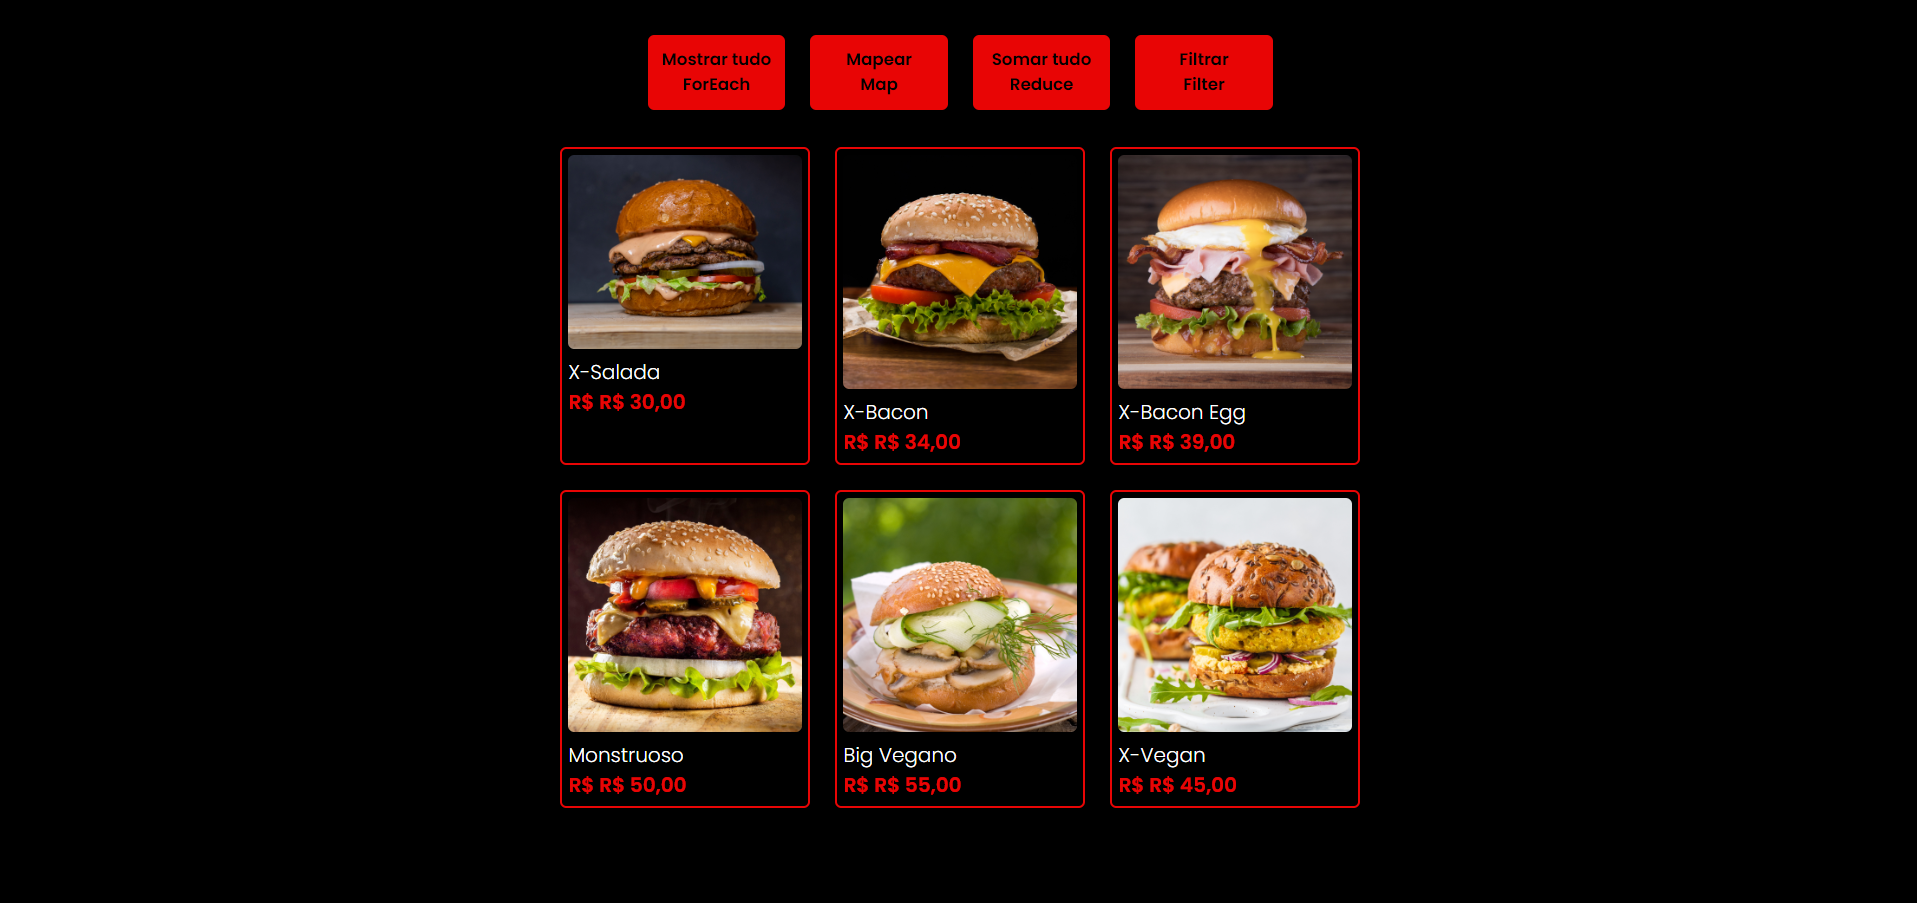 Mostrar tudo
ForEach
Mapear
Map
Somar tudo
Reduce
Filtrar
Filter
X-Salada
R$ R$ 30,00
X-Bacon
R$ R$ 34,00
X-Bacon Egg
R$ R$ 39,00
Monstruoso
R$ R$ 50,00
Big Vegano
R$ R$ 55,00
X-Vegan
R$ R$ 45,00